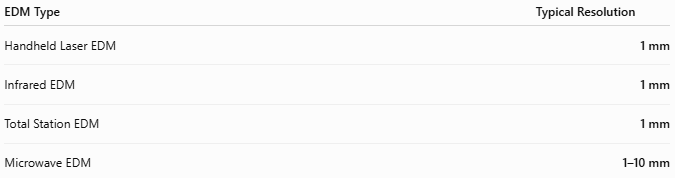 EDM Type Typical Resolution
Handheld Laser EDM 1 mm
Infrared EDM 1 mm
Total Station EDM 1 mm
Microwave EDM 1–10 mm